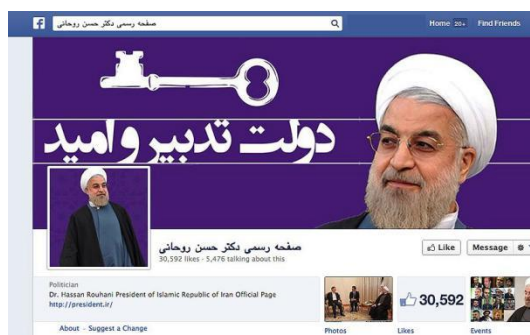 صفحه رسمی دکتر حسن روحانی
Home 20+ Find Friends
دولت تدبیر و امید
صفحه رسمی دکتر حسن روحانی
30,592 likes · 5,476 talking about this
Like
Message
Politician
Dr. Hassan Rouhani President of Islamic Republic of Iran Official Page
http://president.ir/
About - Suggest a Change
Photos
30,592
Likes
Events